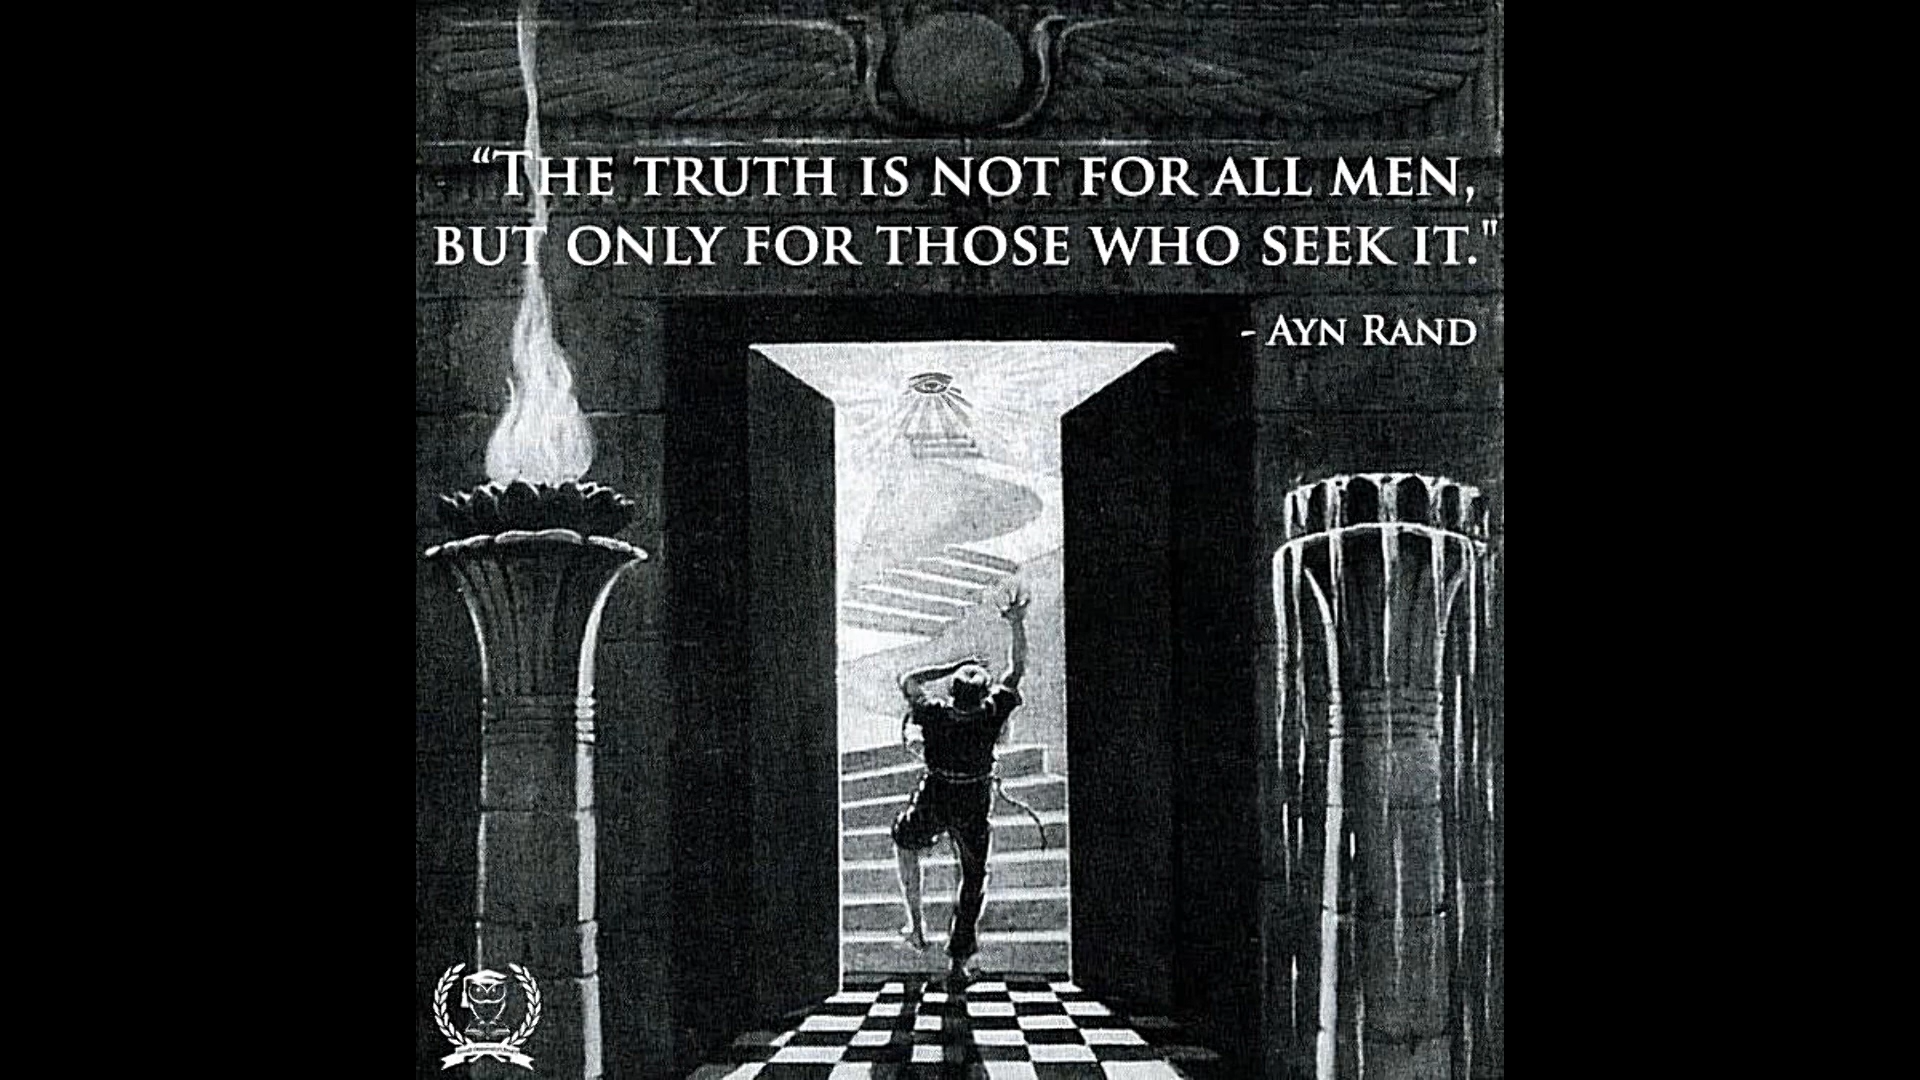 “THE TRUTH IS NOT FOR ALL MEN,
BUT ONLY FOR THOSE WHO SEEK IT."
- AYN RAND